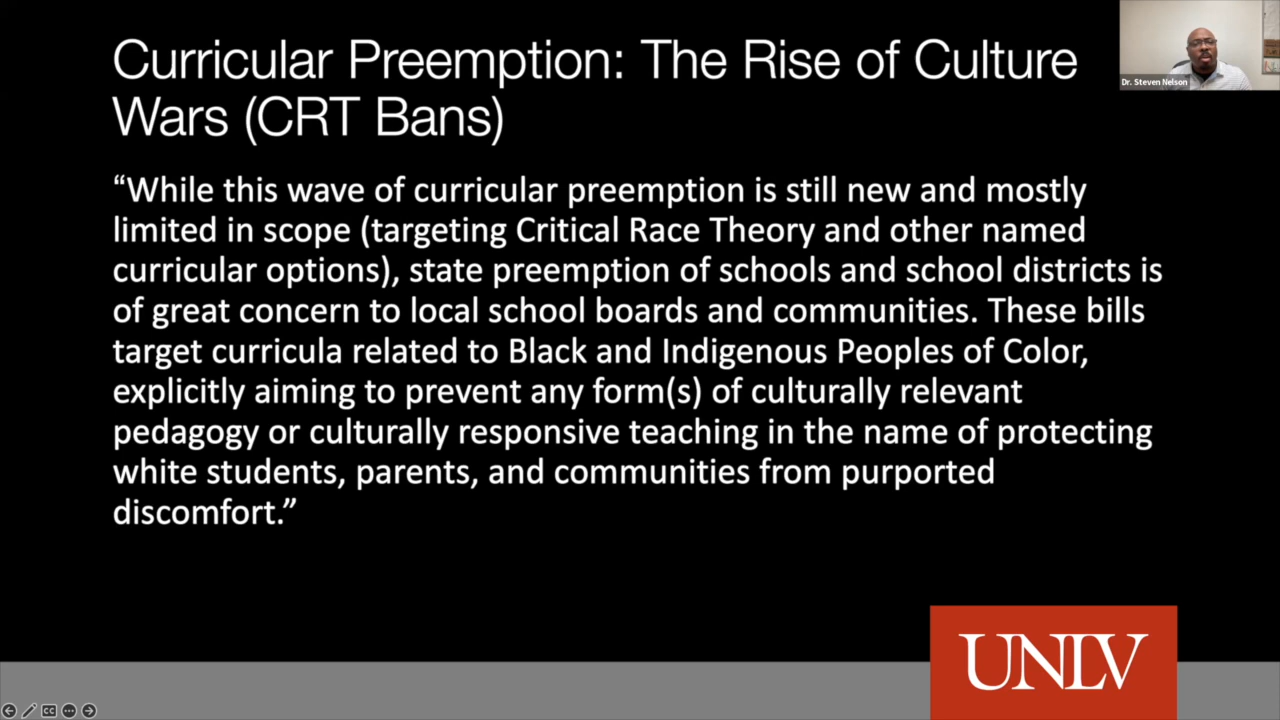 Curricular Preemption: The Rise of Culture
Wars (CRT Bans)
Dr. Steven Nelson
“While this wave of curricular preemption is still new and mostly
limited in scope (targeting Critical Race Theory and other named
curricular options), state preemption of schools and school districts is
of great concern to local school boards and communities. These bills
target curricula related to Black and Indigenous Peoples of Color,
explicitly aiming to prevent any form(s) of culturally relevant
pedagogy or culturally responsive teaching in the name of protecting
white students, parents, and communities from purported
discomfort.”
UNLV
CC